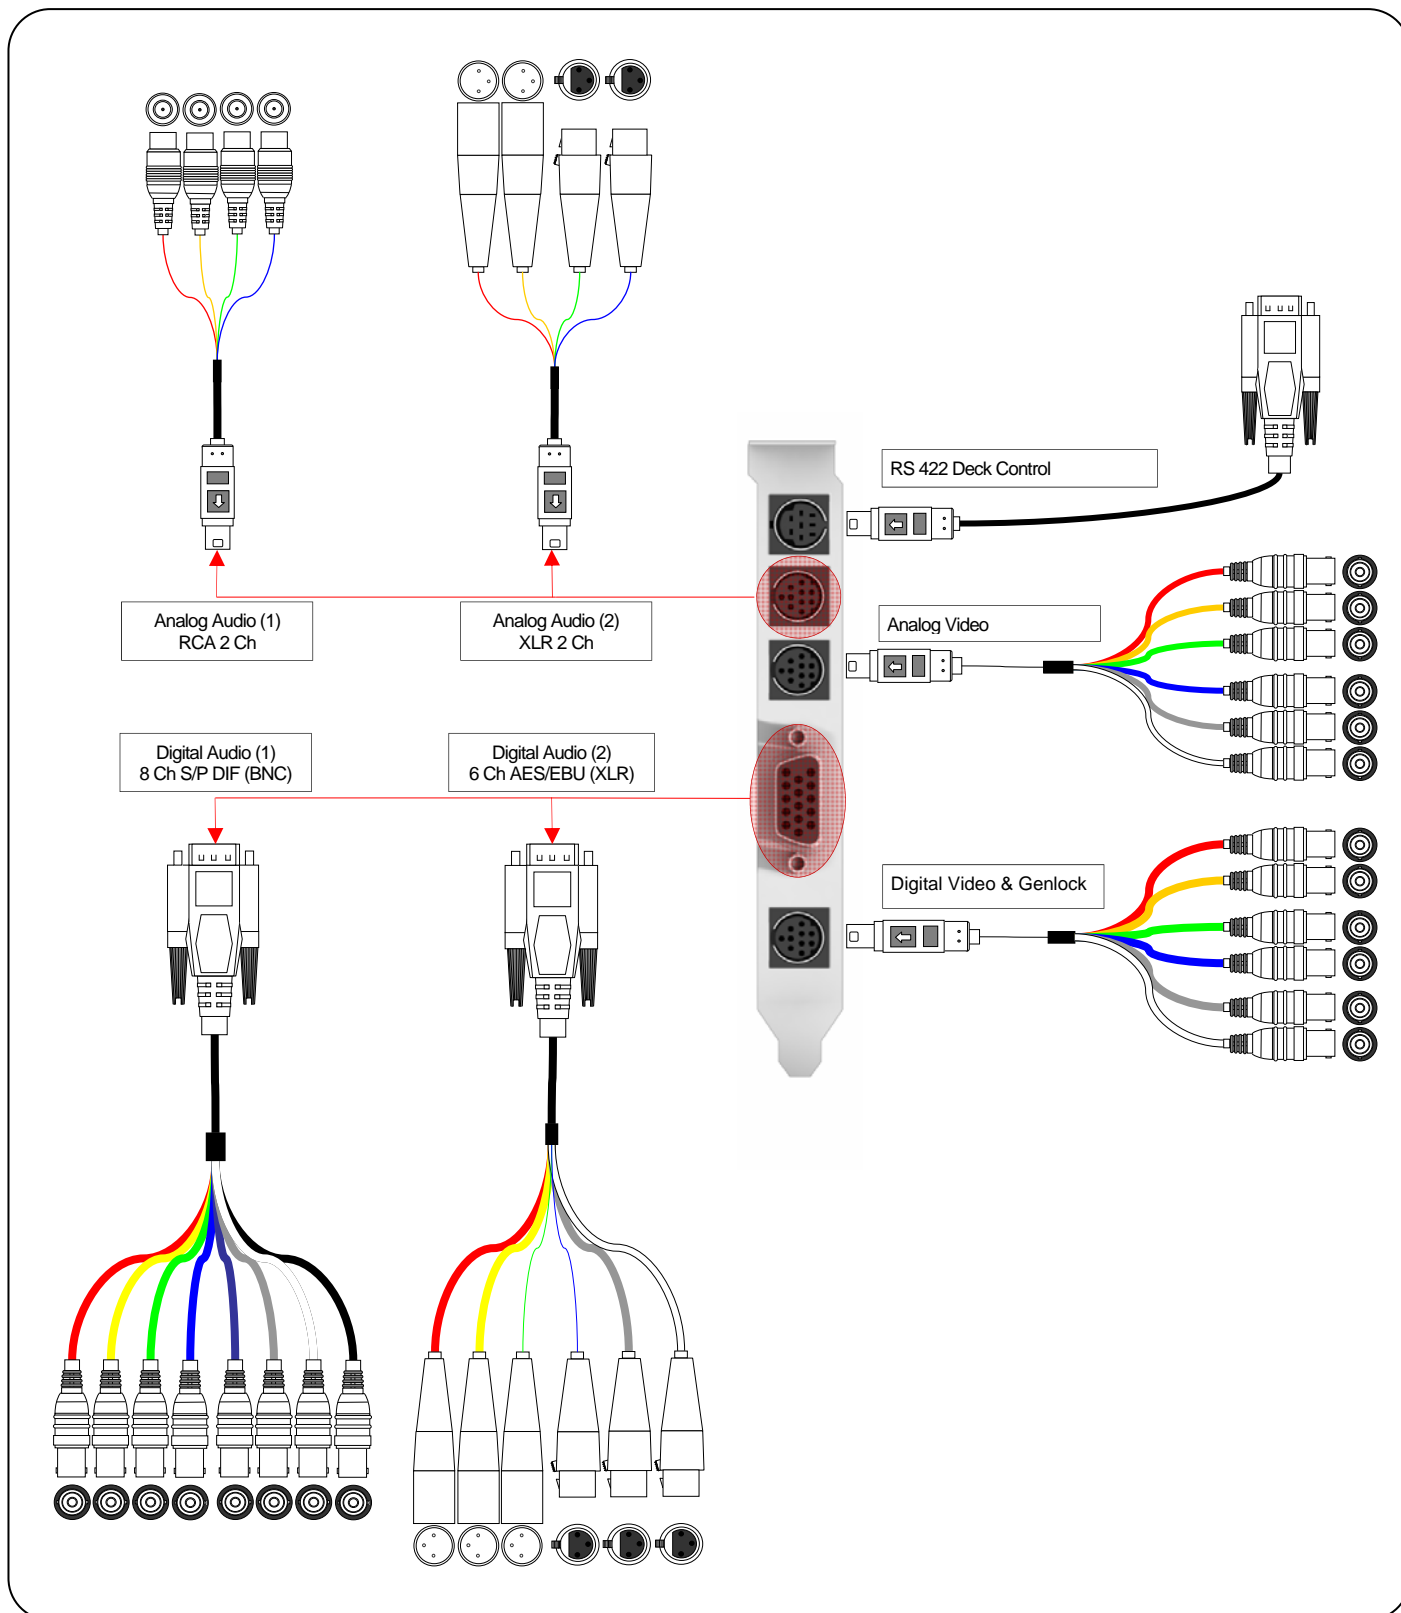 RS 422 Deck Control
Analog Audio (1)
RCA 2 Ch
Analog Audio (2)
XLR 2 Ch
Analog Video
Digital Audio (1)
8 Ch S/P DIF (BNC)
Digital Audio (2)
6 Ch AES/EBU (XLR)
Digital Video & Genlock